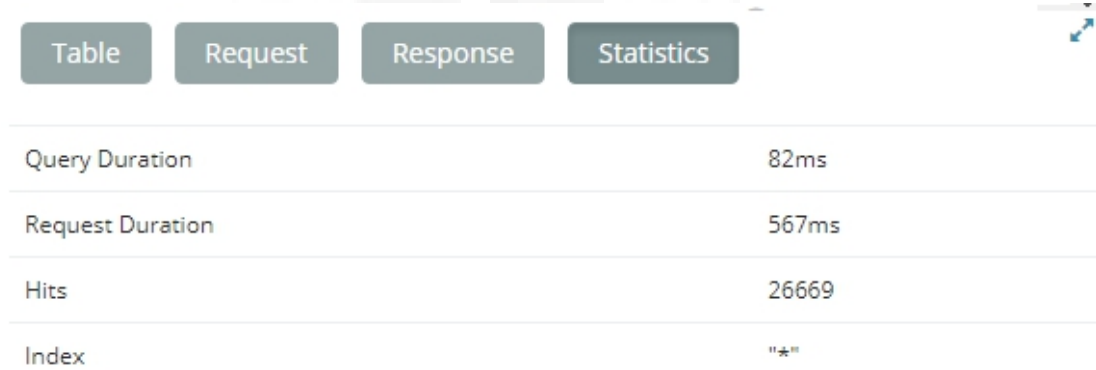 Table Request Response Statistics
Query Duration 82ms
Request Duration 567ms
Hits 26669
Index "*"